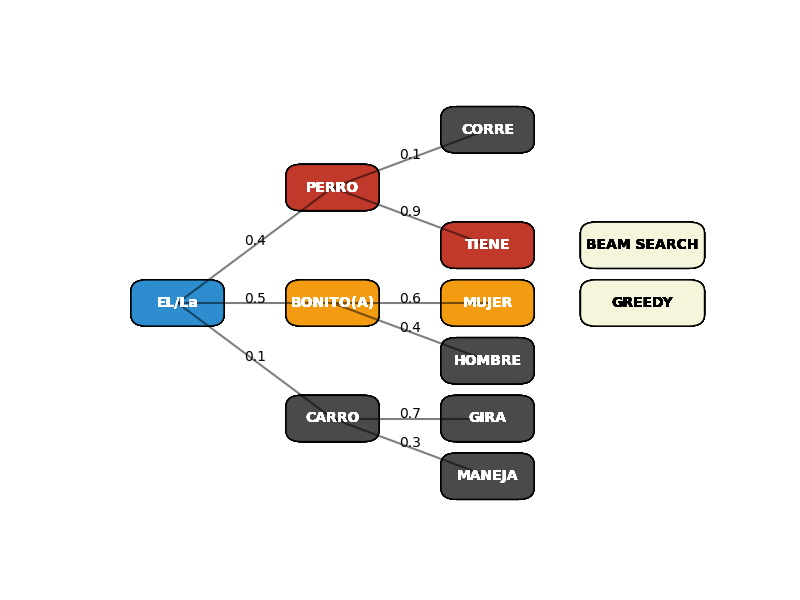 CORRE
0.1
PERRO
0.9
0.4
TIENE
BEAM SEARCH
EL/La
0.5
BONITO(A)
0.6
MUJER
GREEDY
0.4
0.1
HOMBRE
CARRO
0.7
GIRA
0.3
MANEJA